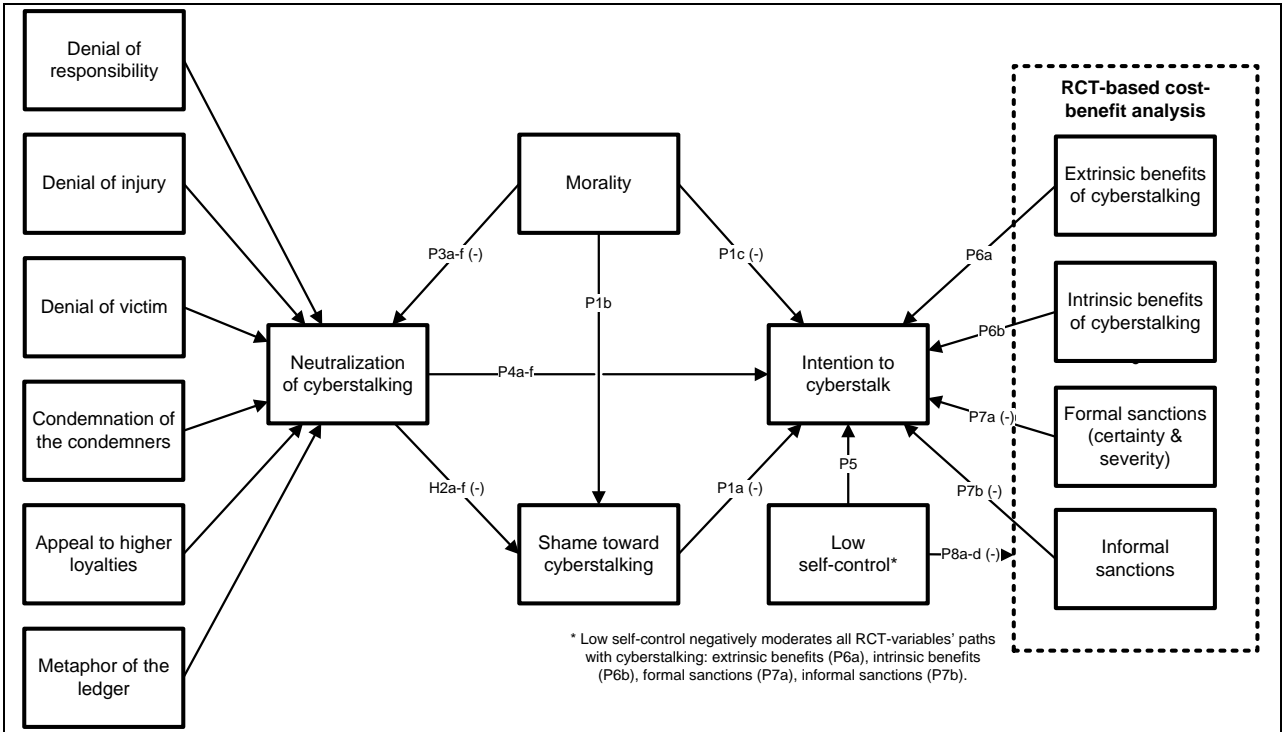 Denial of
responsibility
Denial of injury
Denial of victim
Condemnation of
the condemners
Appeal to higher
loyalties
Metaphor of the
ledger
Neutralization
of cyberstalking
Morality
Shame toward
cyberstalking
Intention to
cyberstalk
Low
self-control*
P3a-f (-)
P1b
P1c (-)
P4a-f
H2a-f (-)
P1a (-)
P5
P6a
P6b
P7a (-)
P7b (-)
P8a-d (-)
RCT-based cost-
benefit analysis
Extrinsic benefits
of cyberstalking
Intrinsic benefits
of cyberstalking
Formal sanctions
(certainty &
severity)
Informal
sanctions
* Low self-control negatively moderates all RCT-variables’ paths
with cyberstalking: extrinsic benefits (P6a), intrinsic benefits
(P6b), formal sanctions (P7a), informal sanctions (P7b).